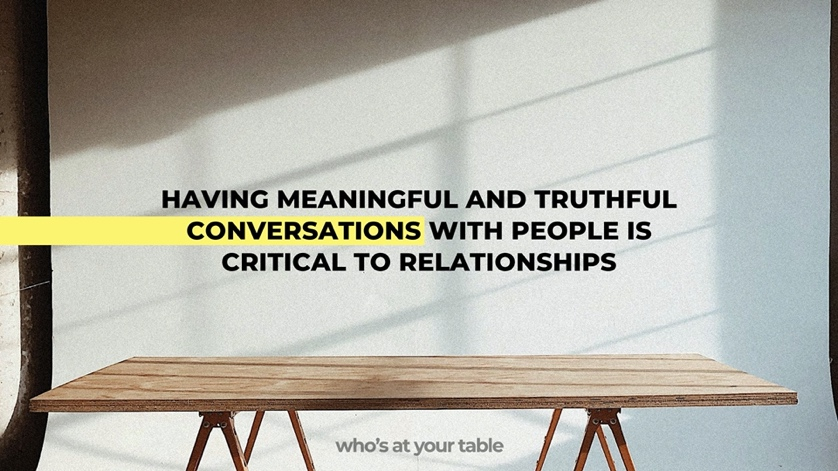 HAVING MEANINGFUL AND TRUTHFUL
CONVERSATIONS WITH PEOPLE IS
CRITICAL TO RELATIONSHIPS
who's at your table